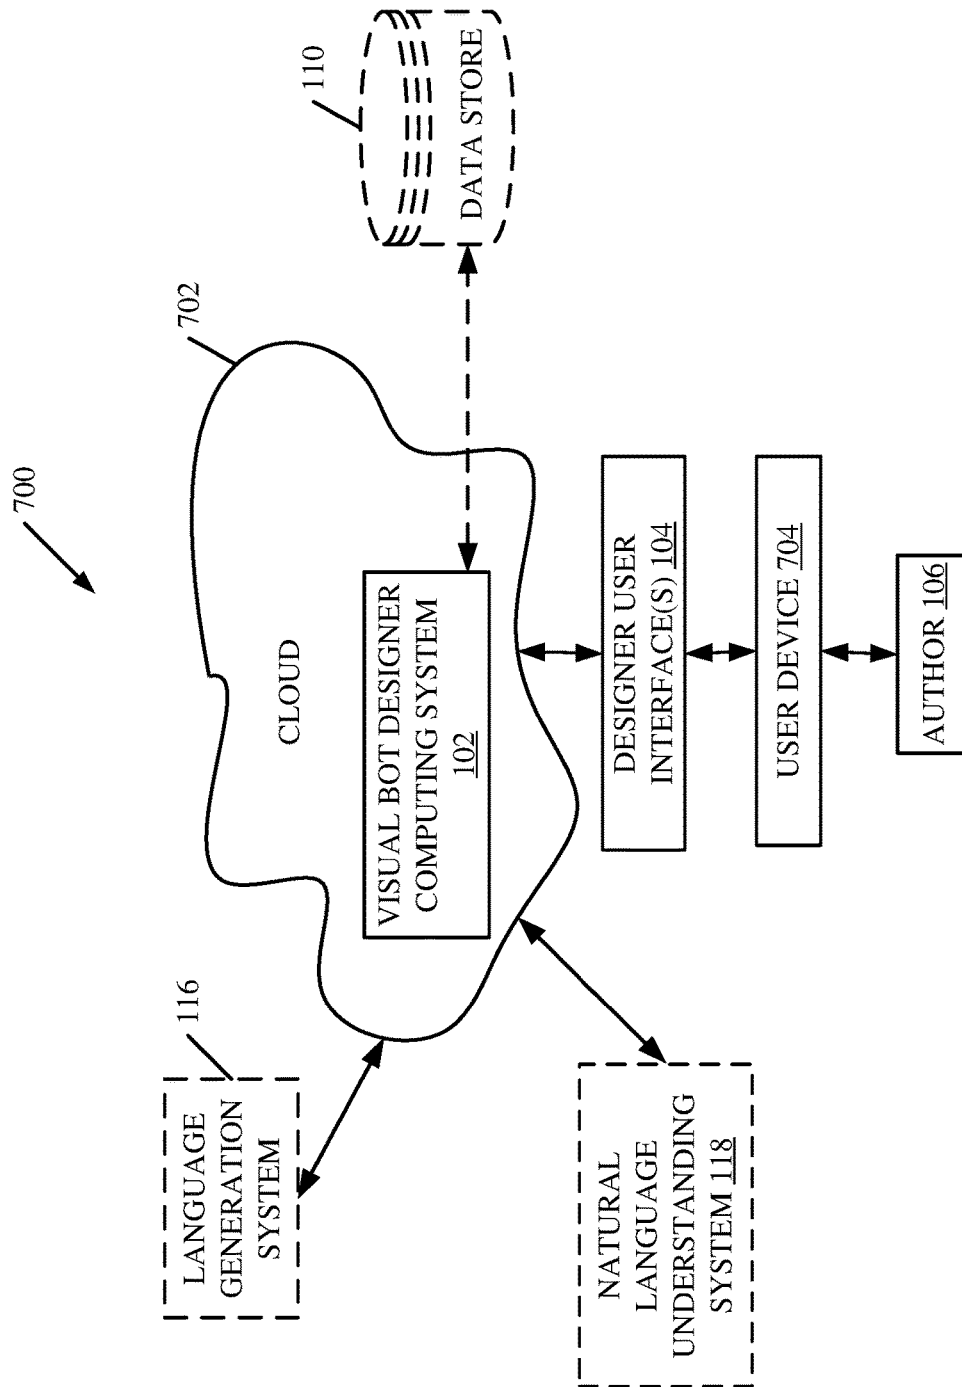 700
702
110
116
LANGUAGE
GENERATION
SYSTEM
CLOUD
VISUAL BOT DESIGNER
COMPUTING SYSTEM
102
DATA STORE
NATURAL
LANGUAGE
UNDERSTANDING
SYSTEM 118
DESIGNER USER
INTERFACE(S) 104
USER DEVICE 704
AUTHOR 106